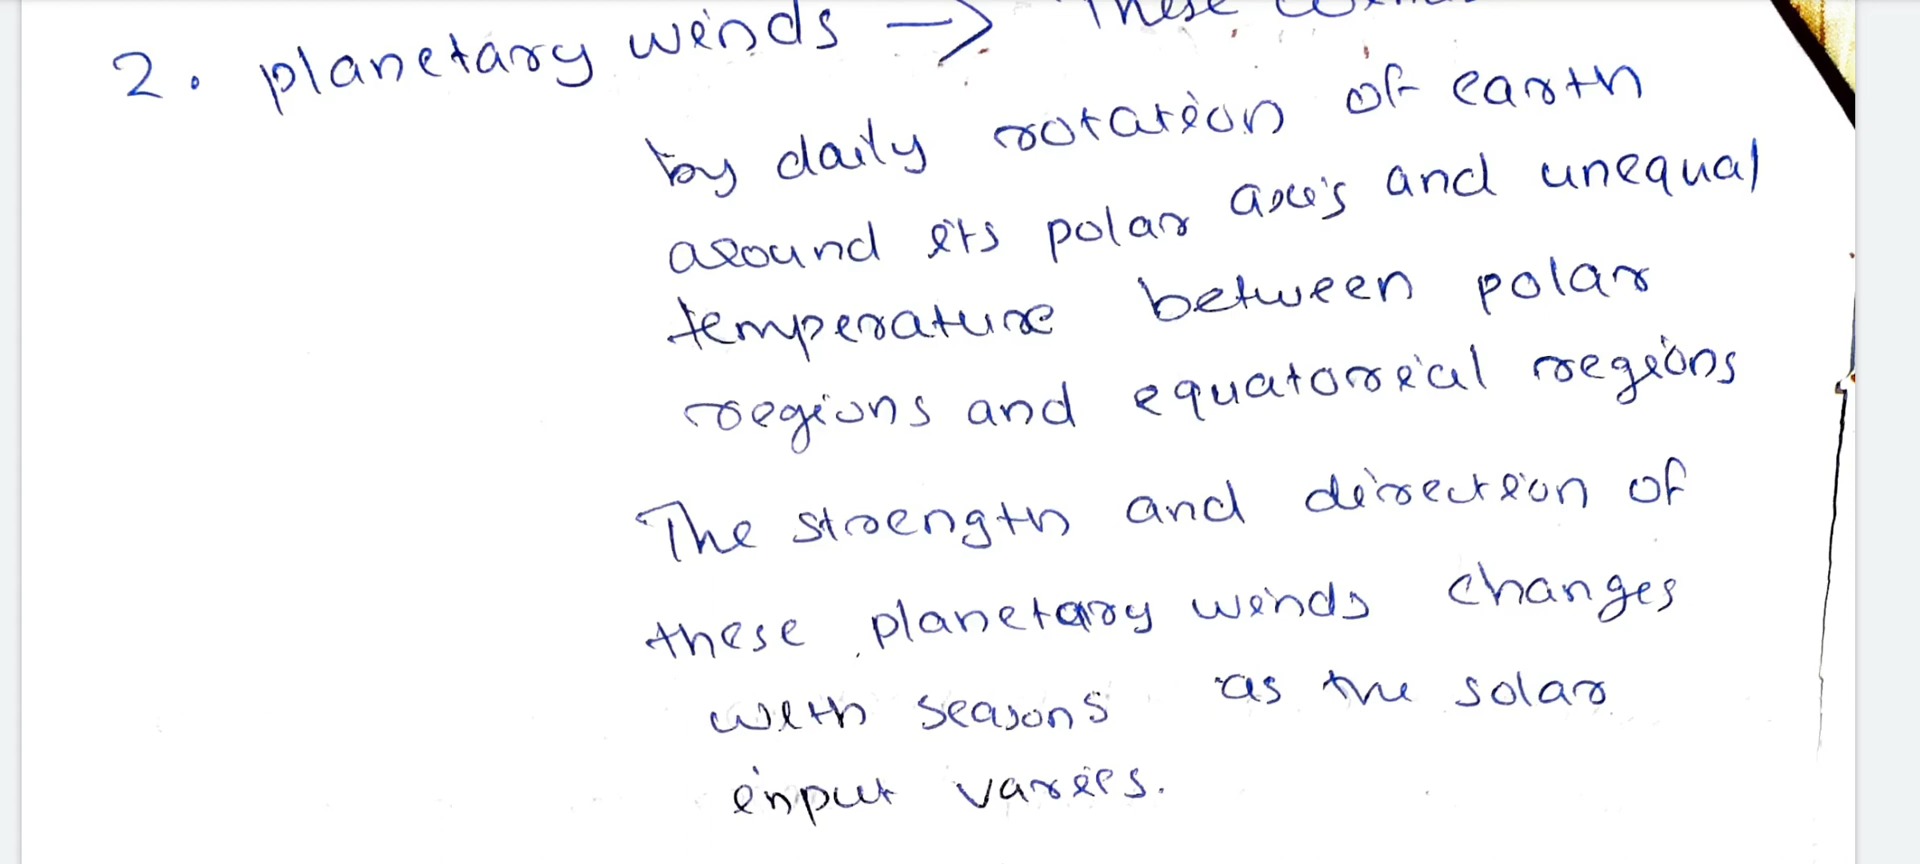 2. planetary winds → These
by daily rotation of earth
around its polar axis and unequal
temperature between polar
regions and equatorial regions
The strength and direction of
these planetary winds changes
with seasons as the solar
input varies.